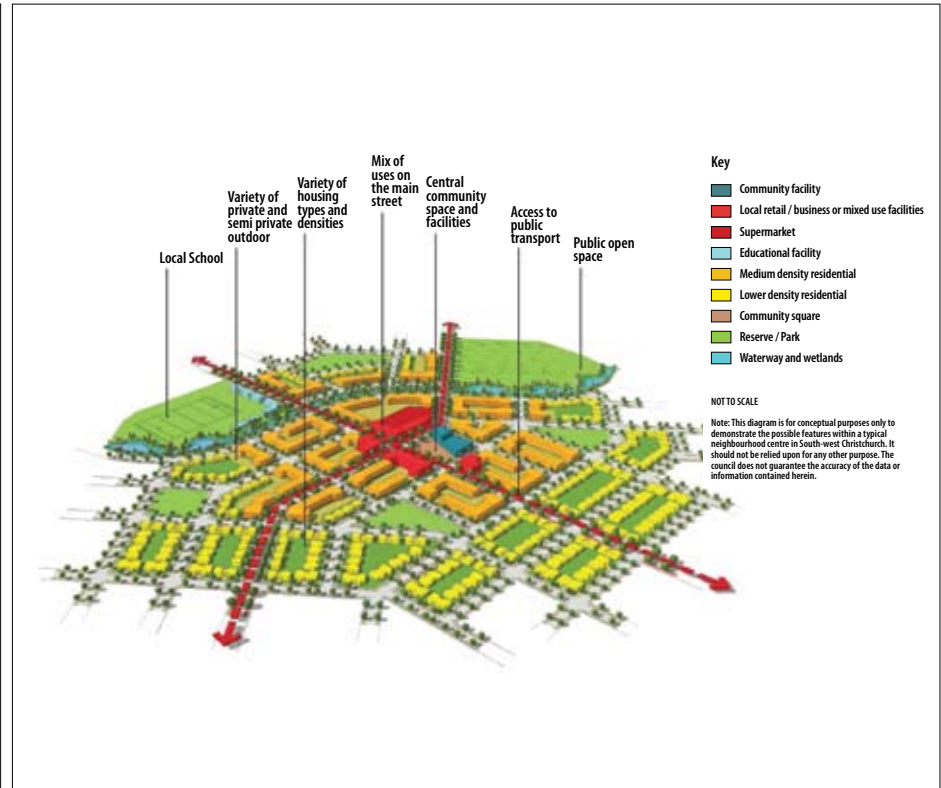 Local School
Variety of
private and
semi private
outdoor
Variety of
housing
types and
densities
Mix of
uses on
the main
street
Central
community
space and
facilities
Access to
public
transport
Public open
space
Key
Community facility
Local retail / business or mixed use facilities
Supermarket
Educational facility
Medium density residential
Lower density residential
Community square
Reserve / Park
Waterway and wetlands
NOT TO SCALE
Note: This diagram is for conceptual purposes only to
demonstrate the possible features within a typical
neighbourhood centre in South-west Christchurch. It
should not be relied upon for any other purpose. The
council does not guarantee the accuracy of the data or
information contained herein.